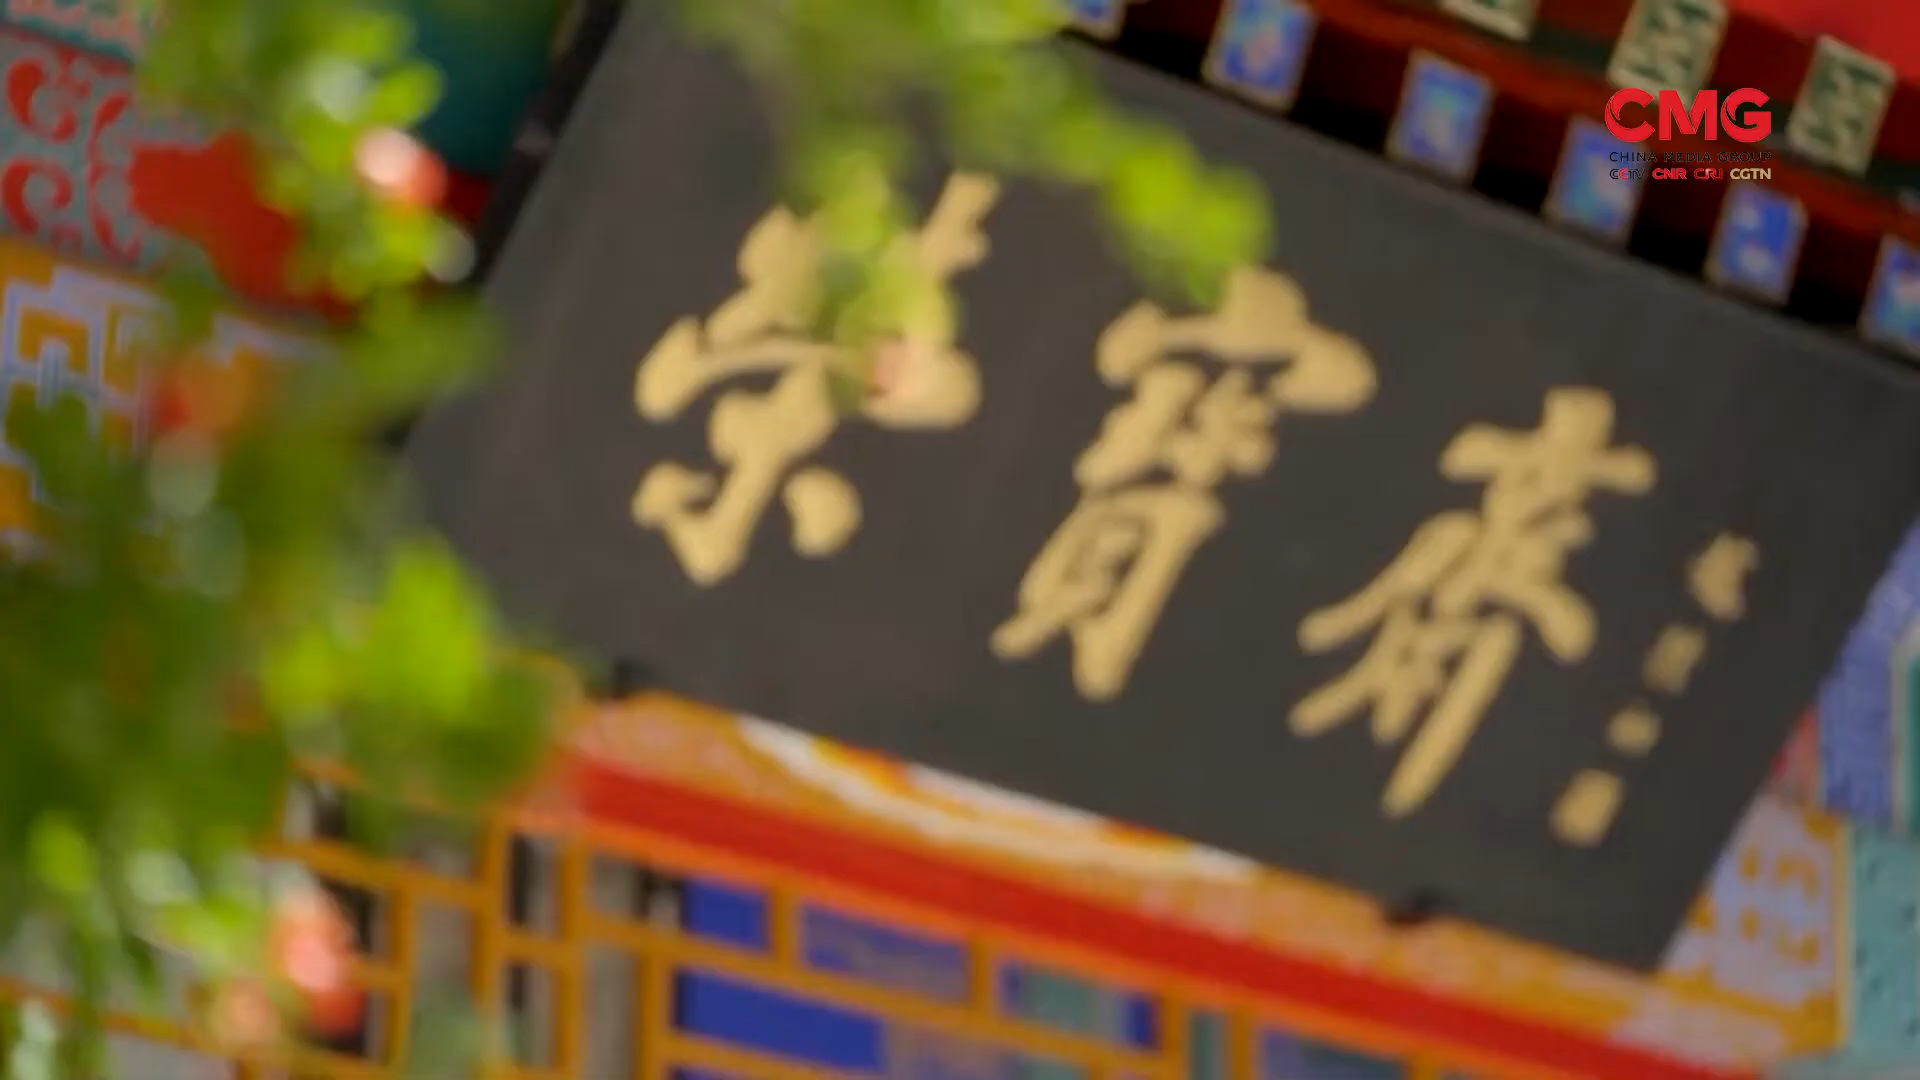 CMG
CHINA MEDIA GROUP
CCTV CNR CRI CGTN
榮寶齋